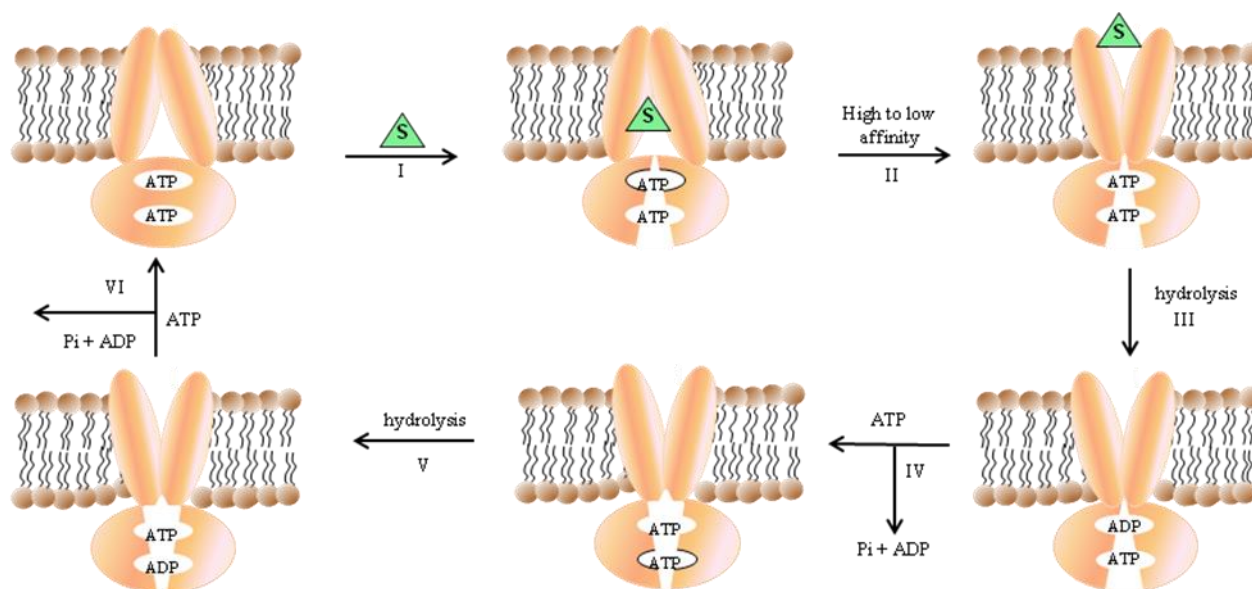 S
ATP
ATP
S
I
S
ATP
ATP
High to low
affinity
II
S
ATP
ATP
hydrolysis
III
ADP
ATP
ATP
IV
Pi + ADP
ATP
ATP
hydrolysis
V
ATP
ADP
VI
ATP
Pi + ADP